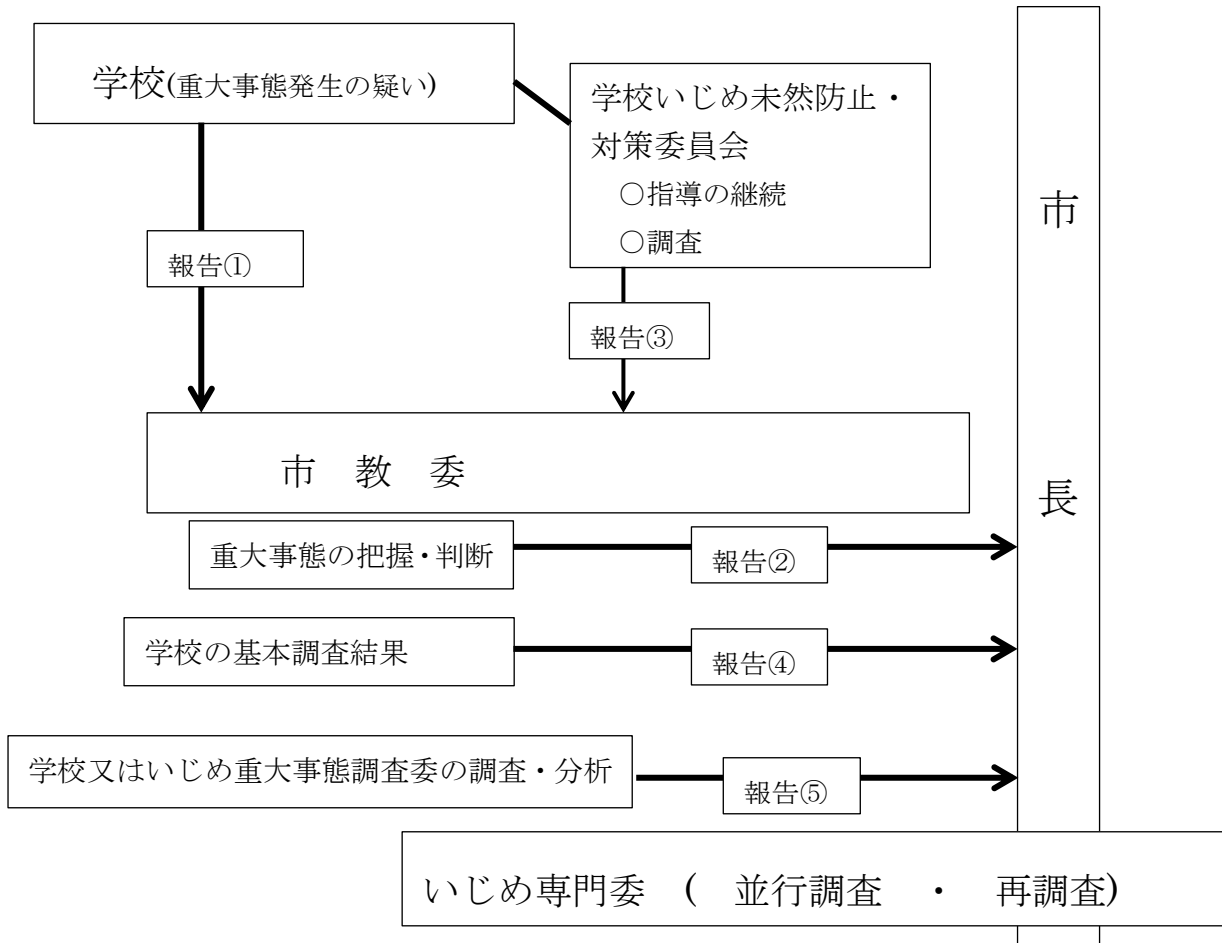 学校(重大事態発生の疑い)
学校いじめ未然防止・
対策委員会
○指導の継続
○調査
報告①
報告③
市
長
市 教 委
重大事態の把握・判断
報告②
学校の基本調査結果
報告④
学校又はいじめ重大事態調査委の調査・分析
報告⑤
いじめ専門委 ( 並行調査 ・ 再調査)